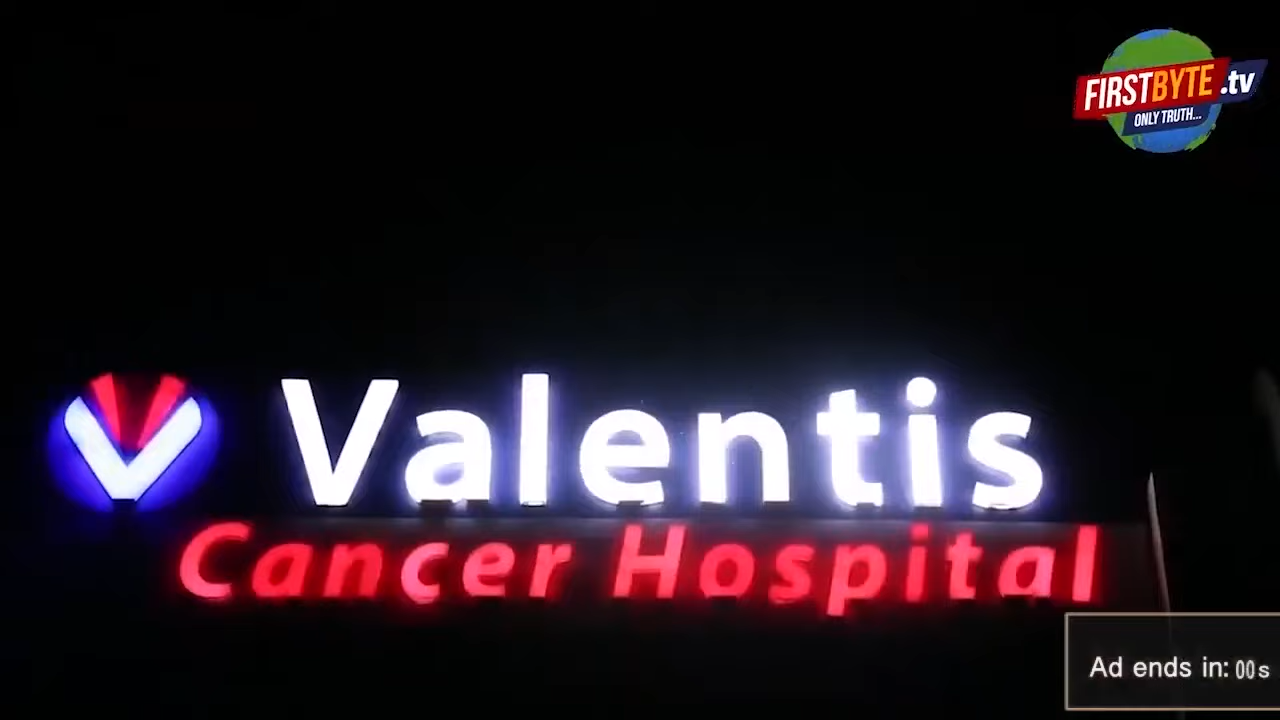 FIRSTBYTE.tv
ONLY TRUTH...
Valentis
Cancer Hospital
Ad ends in: 00s